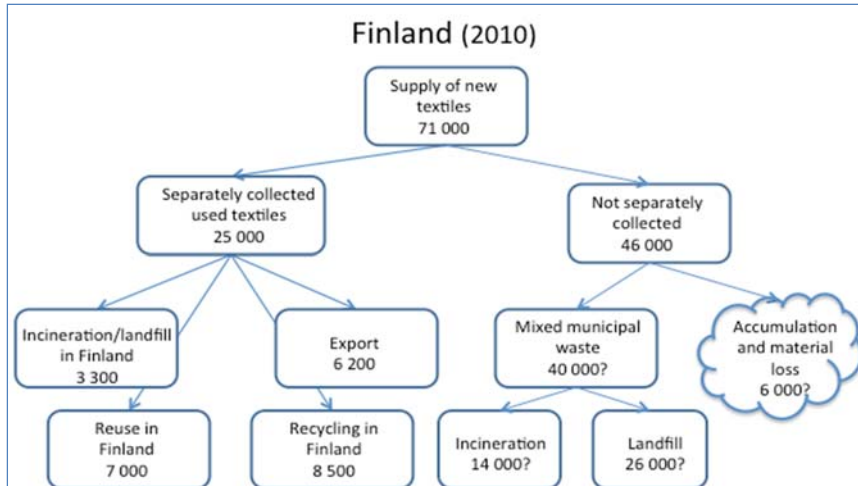 Finland (2010)
Supply of new
textiles
71 000
Separately collected
used textiles
25 000
Not separately
collected
46 000
Incineration/landfill
in Finland
3 300
Export
6 200
Mixed municipal
waste
40 000?
Accumulation
and material
loss
6 000?
Reuse in
Finland
7 000
Recycling in
Finland
8 500
Incineration
14 000?
Landfill
26 000?